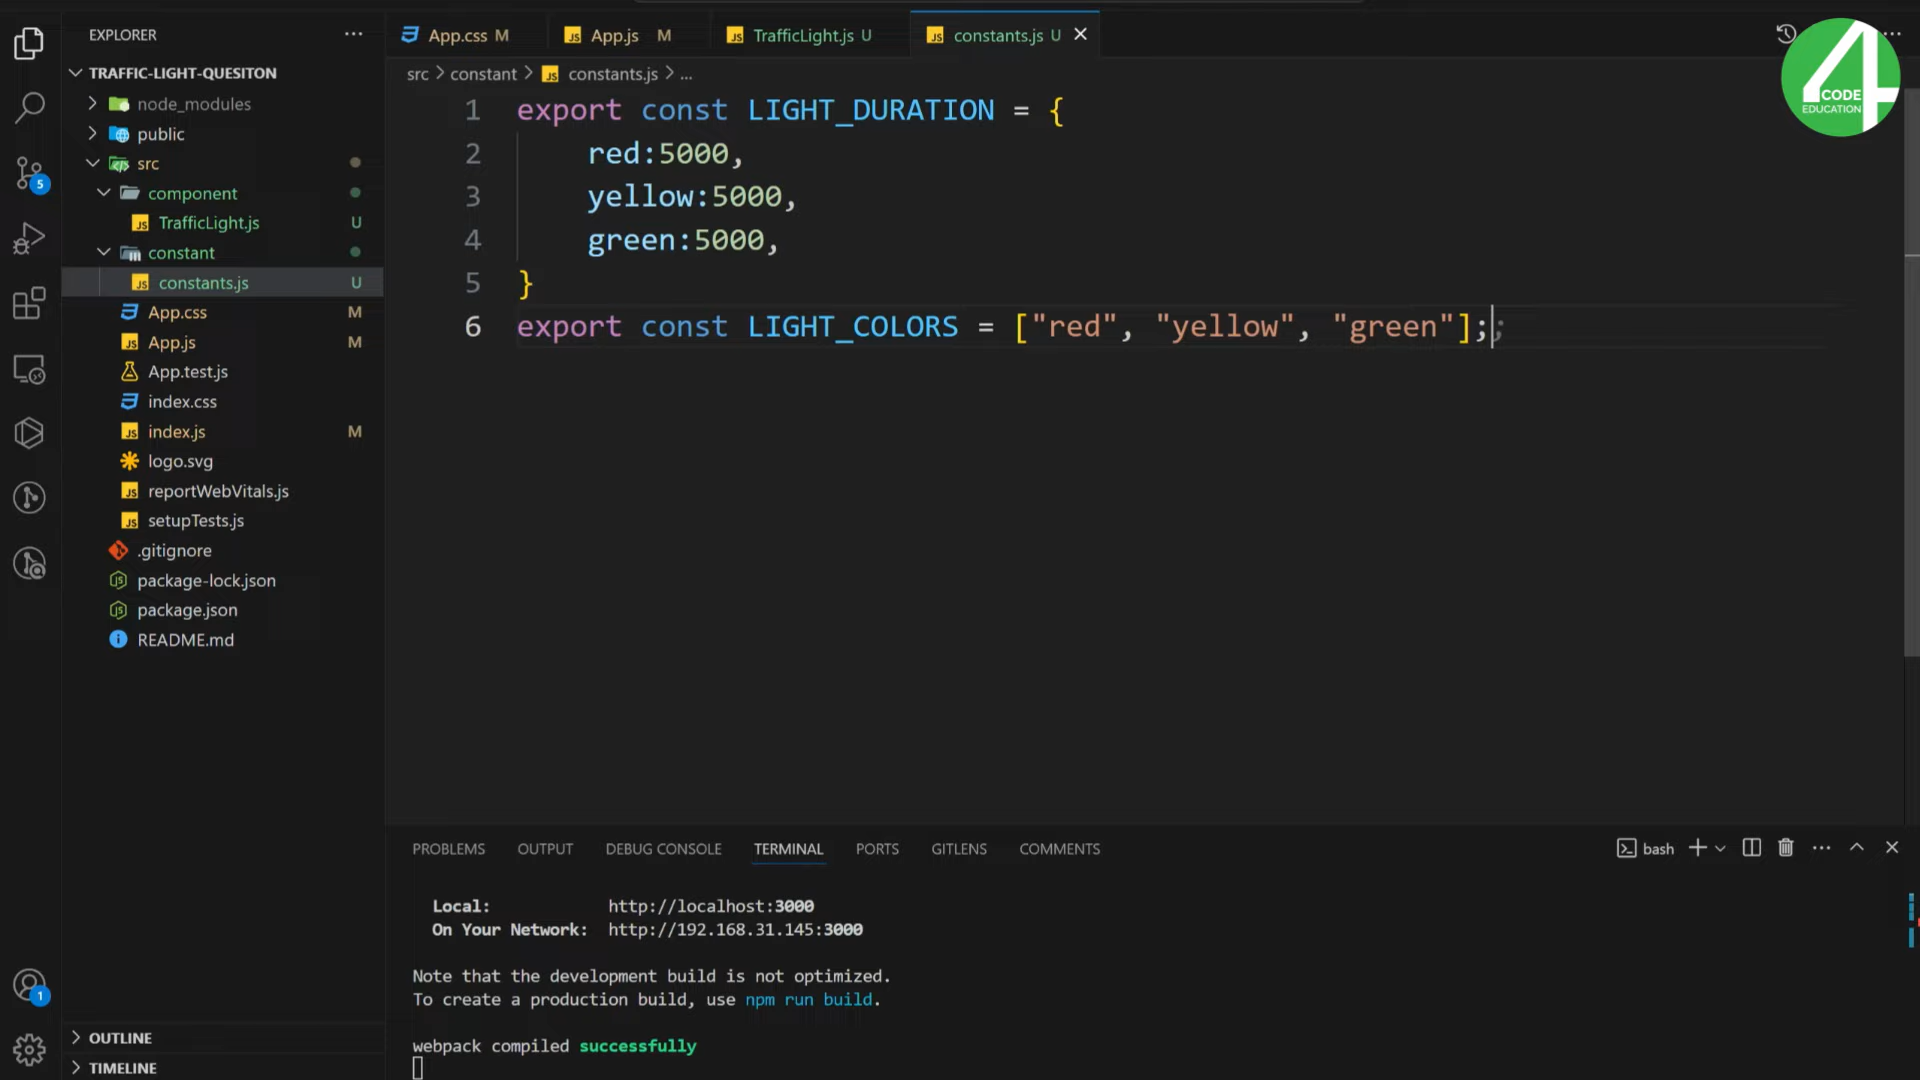 EXPLORER
TRAFFIC-LIGHT-QUESITON
node_modules
public
src
component
TrafficLight.js U
constant
constants.js U
App.css M
App.js M
App.test.js
index.css
index.js M
logo.svg
reportWebVitals.js
setupTests.js
.gitignore
package-lock.json
package.json
README.md
OUTLINE
TIMELINE
5
1
App.css M
App.js M
TrafficLight.js U
constants.js U
src > constant > constants.js > ...
4
CODE
EDUCATION
1 export const LIGHT_DURATION = {
2 red:5000,
3 yellow:5000,
4 green:5000,
5 }
6 export const LIGHT_COLORS = ["red", "yellow", "green"];;
PROBLEMS OUTPUT DEBUG CONSOLE TERMINAL PORTS GITLENS COMMENTS
bash
Local: http://localhost:3000
On Your Network: http://192.168.31.145:3000
Note that the development build is not optimized.
To create a production build, use npm run build.
webpack compiled successfully